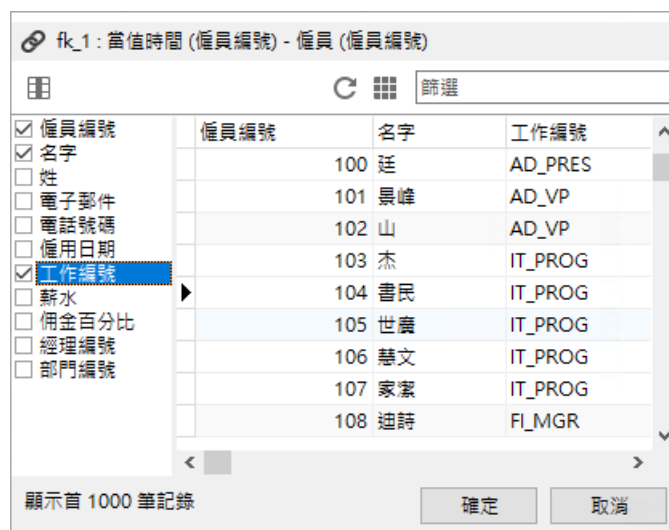 fk_1 : 當值時間 (僱員編號) - 僱員 (僱員編號)
篩選
僱員編號
名字
姓
電子郵件
電話號碼
僱用日期
工作編號
薪水
佣金百分比
經理編號
部門編號
僱員編號 名字 工作編號
100 廷 AD_PRES
101 景峰 AD_VP
102 山 AD_VP
103 杰 IT_PROG
104 書民 IT_PROG
105 世廣 IT_PROG
106 慧文 IT_PROG
107 家潔 IT_PROG
108 迪詩 FI_MGR
顯示首 1000 筆記錄
確定 取消